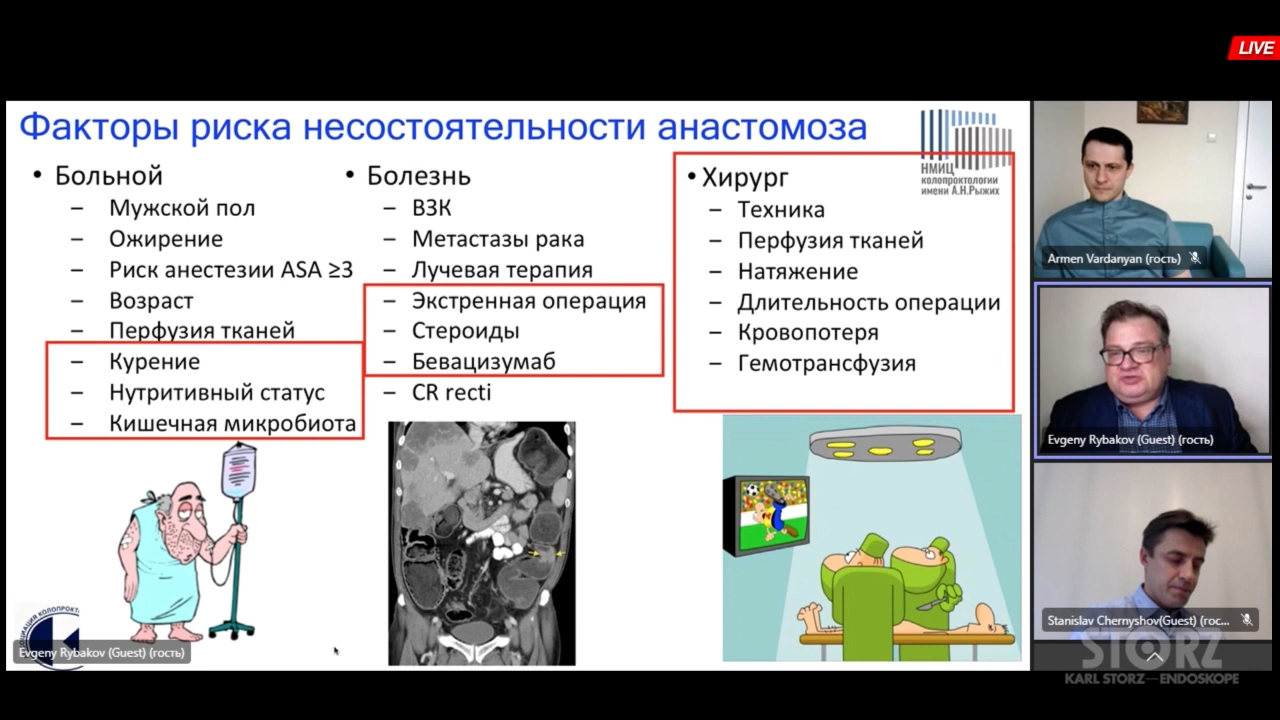 LIVE
Факторы риска несостоятельности анастомоза
НМИЦ
колопроктологии
имени А.Н.Рыжих
• Больной
– Мужской пол
– Ожирение
– Риск анестезии ASA ≥3
– Возраст
– Перфузия тканей
– Курение
– Нутритивный статус
– Кишечная микробиота
• Болезнь
– ВЗК
– Метастазы рака
– Лучевая терапия
– Экстренная операция
– Стероиды
– Бевацизумаб
– CR recti
• Хирург
– Техника
– Перфузия тканей
– Натяжение
– Длительность операции
– Кровопотеря
– Гемотрансфузия
Evgeny Rybakov (Guest) (гость)
Armen Vardanyan (гость)
Evgeny Rybakov (Guest) (гость)
Stanislav Chernyshov(Guest) (гос...
STORZ
KARL STORZ—ENDOSKOPE